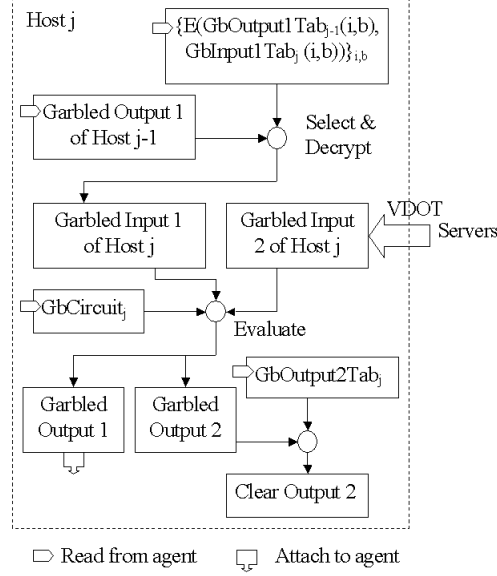 Host j
{E(GbOutput1Tabj-1(i,b),
GbInput1Tabj (i,b))}i,b
Garbled Output 1
of Host j-1
Select &
Decrypt
Garbled Input 1
of Host j
Garbled Input
2 of Host j
VDOT
Servers
GbCircuitj
Evaluate
GbOutput2Tabj
Garbled
Output 1
Garbled
Output 2
Clear Output 2
Read from agent
Attach to agent